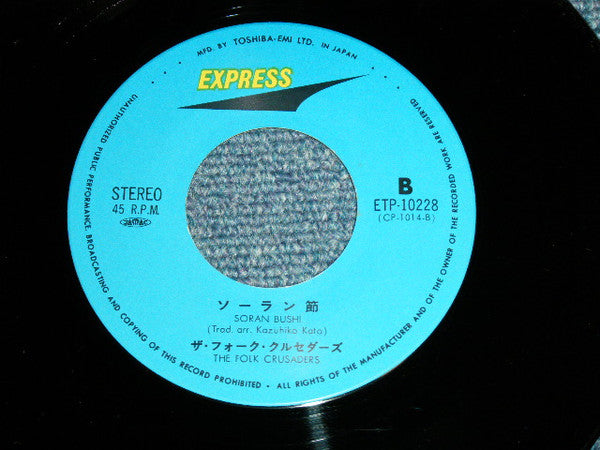 MFD. BY TOSHIBA-EMI LTD. IN JAPAN
EXPRESS
STEREO
45 R.P.M.
JASRAC
B
ETP-10228
(CP-1014-B)
ソーラン節
SORAN BUSHI
(Trad. arr. Kazuhiko Kato)
ザ・フォーク・クルセダーズ
THE FOLK CRUSADERS
UNAUTHORIZED PUBLIC PERFORMANCE, BROADCASTING AND COPYING OF THIS RECORD PROHIBITED • ALL RIGHTS OF THE MANUFACTURER AND OF THE OWNER OF THE RECORDED WORK ARE RESERVED